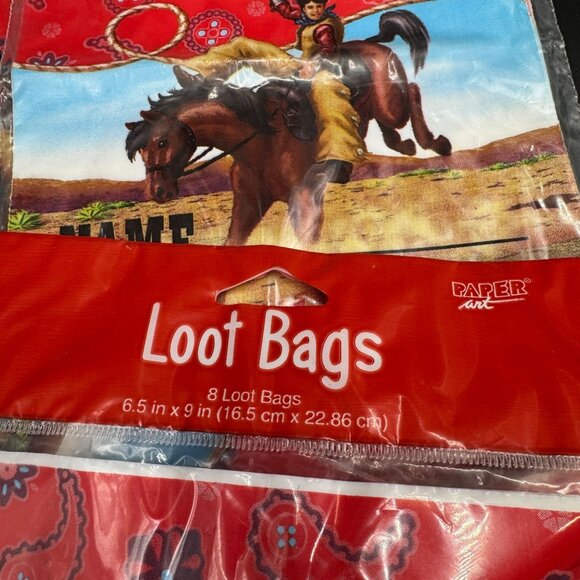 NAME
PAPER
art
Loot Bags
8 Loot Bags
6.5 in x 9 in (16.5 cm x 22.86 cm)